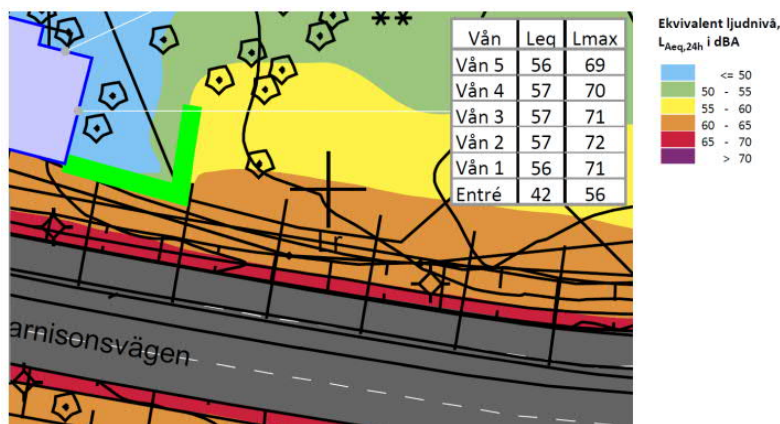 Vån Leq Lmax
Vån 5 56 69
Vån 4 57 70
Vån 3 57 71
Vån 2 57 72
Vån 1 56 71
Entré 42 56
Ekvivalent ljudnivå,
LAeq,24h i dBA
<= 50
50 - 55
55 - 60
60 - 65
65 - 70
> 70
arnisonsvägen